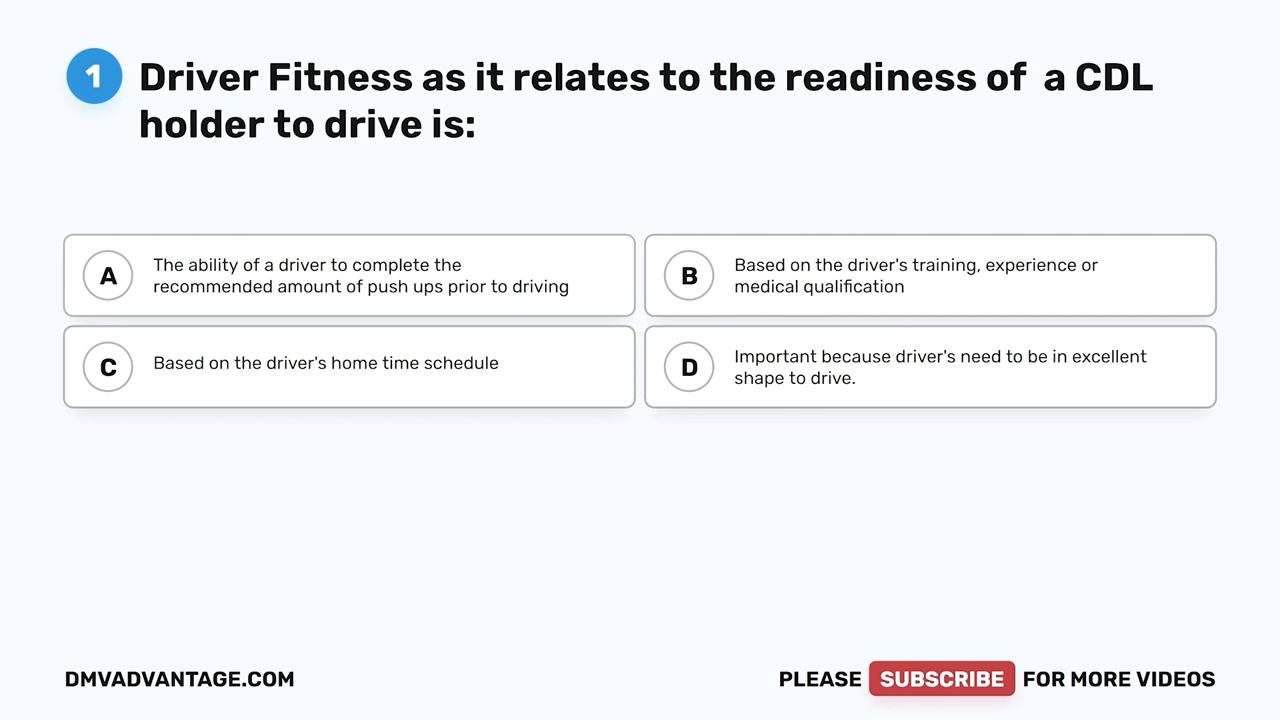 1
Driver Fitness as it relates to the readiness of  a CDL
holder to drive is:
A
The ability of a driver to complete the
recommended amount of push ups prior to driving
B
Based on the driver's training, experience or
medical qualification
C
Based on the driver's home time schedule
D
Important because driver's need to be in excellent
shape to drive.
DMVADVANTAGE.COM
PLEASE SUBSCRIBE FOR MORE VIDEOS